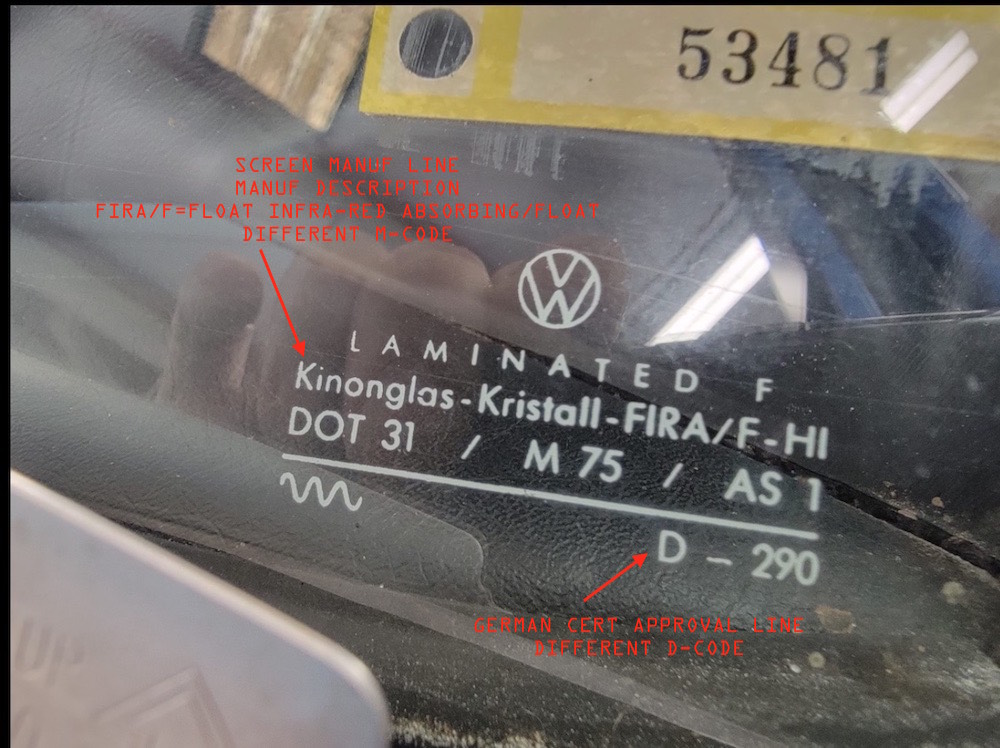 53481
SCREEN MANUF LINE
MANUF DESCRIPTION
FIRA/F=FLOAT INFRA-RED ABSORBING/FLOAT
DIFFERENT M-CODE
LAMINATED F
Kinonglas-Kristall-FIRA/F-HI
DOT 31 / M 75 / AS 1
D - 290
GERMAN CERT APPROVAL LINE
DIFFERENT D-CODE